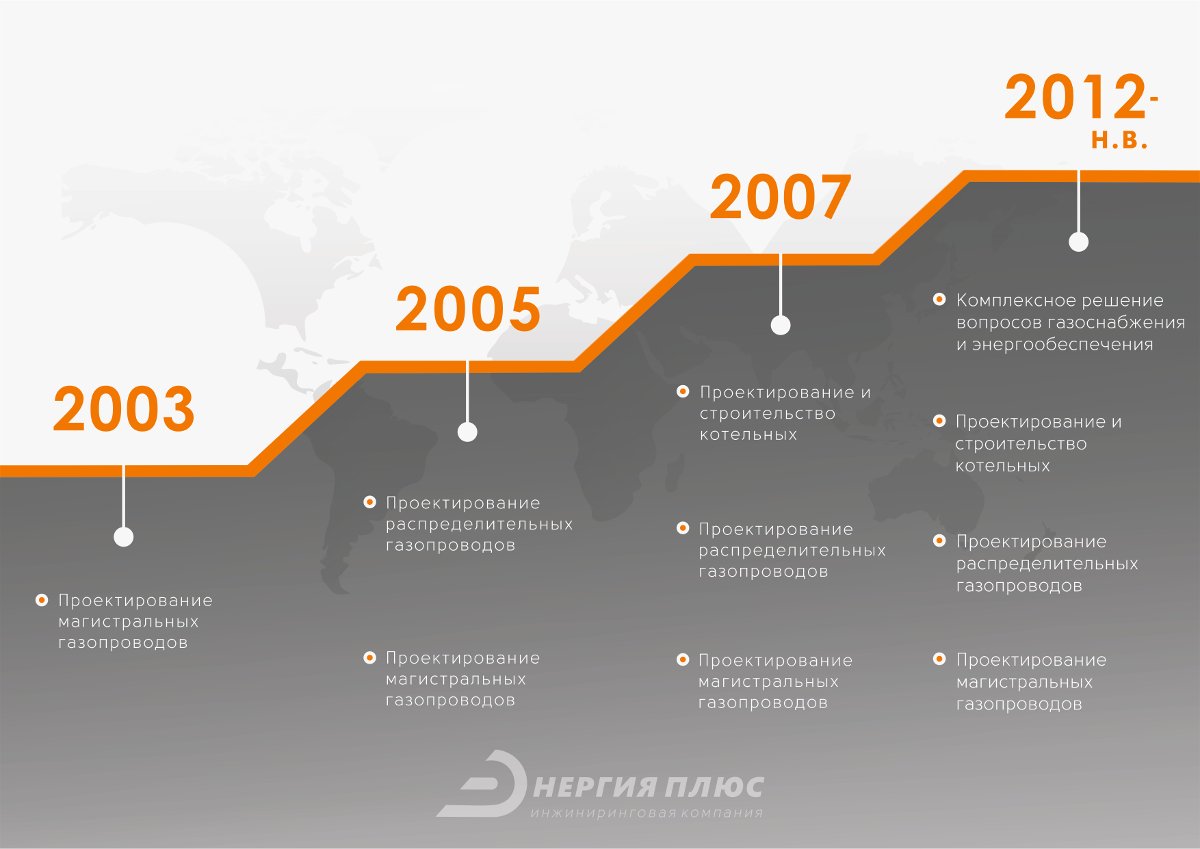 2003
Проектирование
магистральных
газопроводов
2005
Проектирование
распределительных
газопроводов
Проектирование
магистральных
газопроводов
2007
Проектирование и
строительство
котельных
Проектирование
распределительных
газопроводов
Проектирование
магистральных
газопроводов
2012-
Н.В.
Комплексное решение
вопросов газоснабжения
и энергообеспечения
Проектирование и
строительство
котельных
Проектирование
распределительных
газопроводов
Проектирование
магистральных
газопроводов
ЭНЕРГИЯ ПЛЮС
инжиниринговая компания